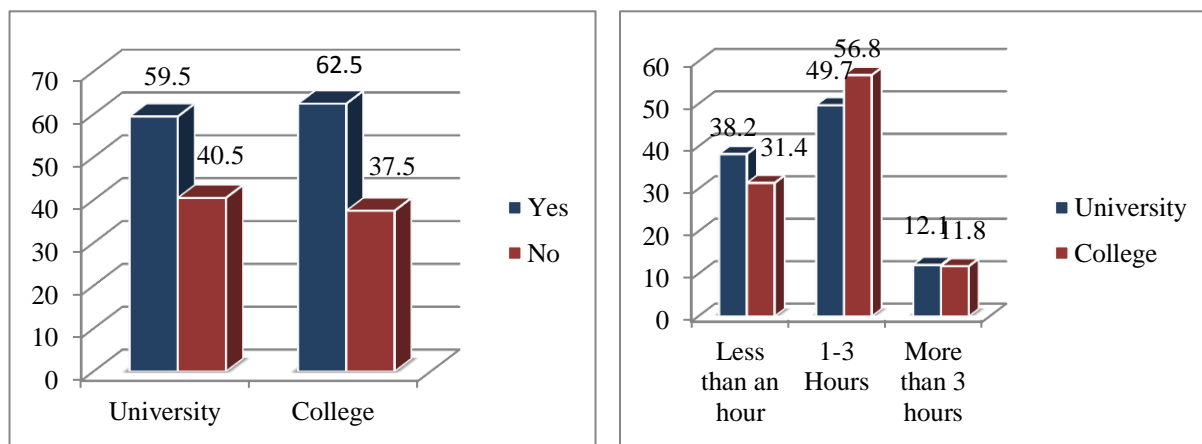 70
60
50
40
30
20
10
0
59.5
40.5
62.5
37.5
University
College
Yes
No
60
50
40
30
20
10
0
38.2
31.4
49.7
56.8
12.1
11.8
Less
than an
hour
1-3
Hours
More
than 3
hours
University
College